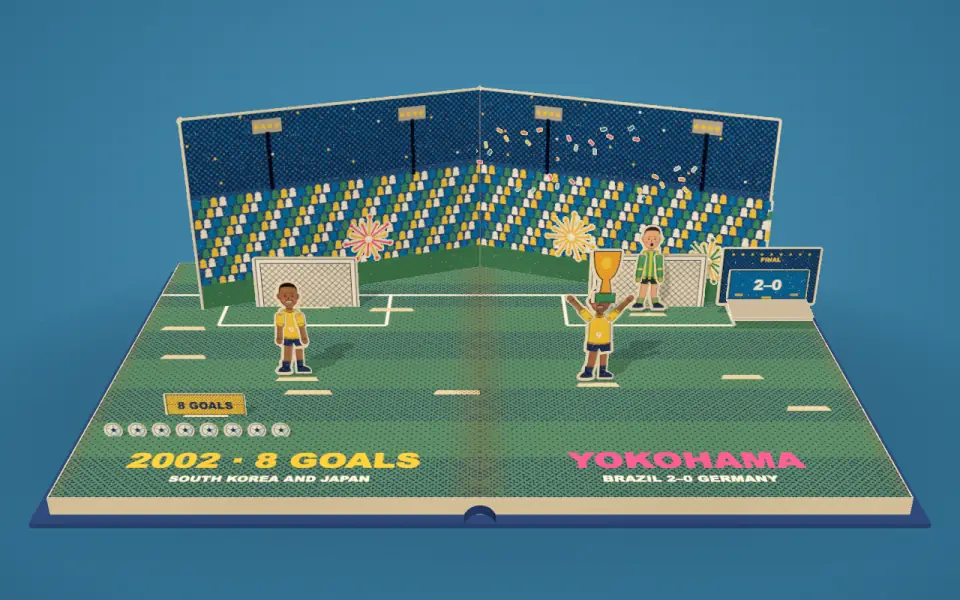 FINAL
2–0
8 GOALS
2002 · 8 GOALS
SOUTH KOREA AND JAPAN
YOKOHAMA
BRAZIL 2–0 GERMANY